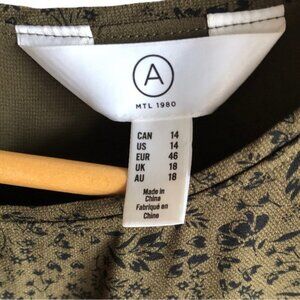 A
MTL 1980
CAN 14
US 14
EUR 46
UK 18
AU 18
Made in
China
Fabriqué en
Chine